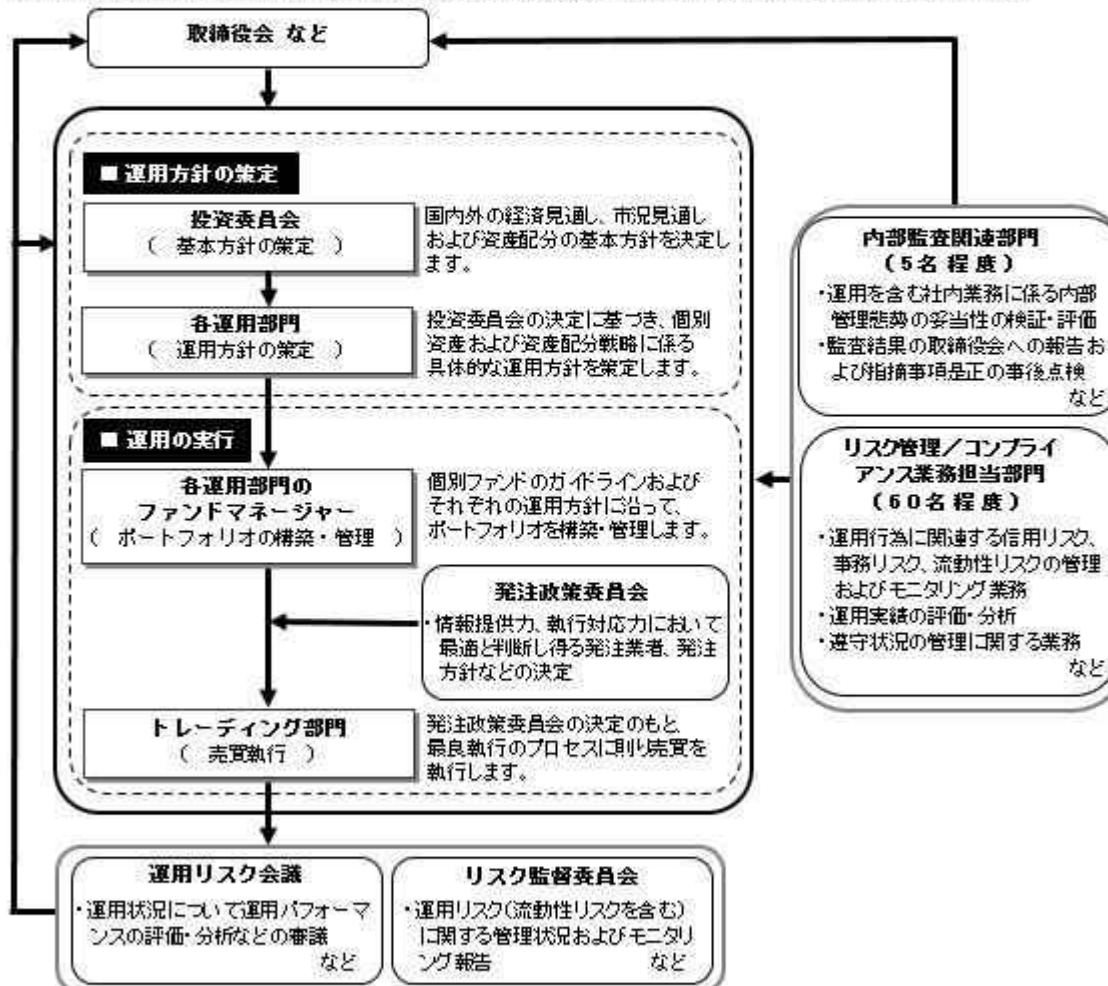 取締役会 など
■ 運用方針の策定
投資委員会
( 基本方針の策定 )
国内外の経済見通し、市況見通し
および資産配分の基本方針を決定し
ます。
各運用部門
( 運用方針の策定 )
投資委員会の決定に基づき、個別
資産および資産配分戦略に係る
具体的な運用方針を策定します。
■ 運用の実行
各運用部門の
ファンドマネージャー
( ポートフォリオの構築・管理 )
個別ファンドのガイドラインおよび
それぞれの運用方針に沿って、
ポートフォリオを構築・管理します。
発注政策委員会
・情報提供力、執行対応力において
最適と判断し得る発注業者、発注
方針などの決定
トレーディング部門
( 売買執行 )
発注政策委員会の決定のもと、
最良執行のプロセスに則り売買を
執行します。
内部監査関連部門
(5名程度)
・運用を含む社内業務に係る内部
管理態勢の妥当性の検証・評価
・監査結果の取締役会への報告お
よび指摘事項是正の事後点検
など
リスク管理/コンプライ
アンス業務担当部門
(60名程度)
・運用行為に関連する信用リスク、
事務リスク、流動性リスクの管理
およびモニタリング業務
・運用実績の評価・分析
・遵守状況の管理に関する業務
など
運用リスク会議
・運用状況について運用パフォーマ
ンスの評価・分析などの審議
など
リスク監督委員会
・運用リスク(流動性リスクを含む)
に関する管理状況およびモニタリ
ング報告 など